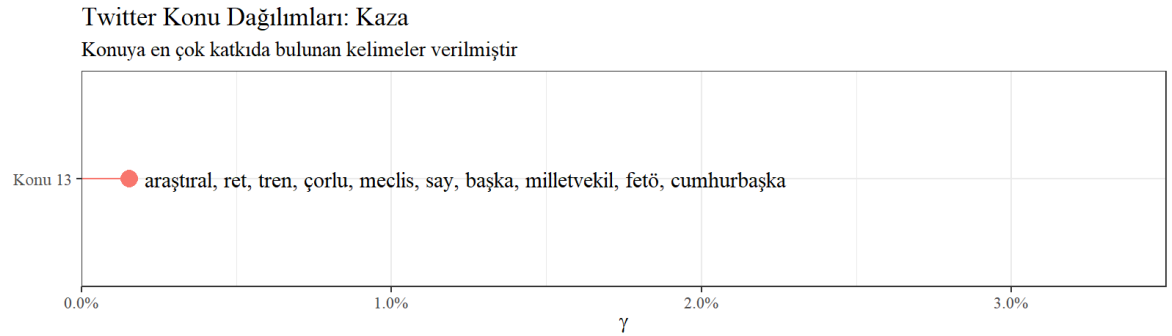 Twitter Konu Dağılımları: Kaza
Konuya en çok katkıda bulunan kelimeler verilmiştir
Konu 13
araştıral, ret, tren, çorlu, meclis, say, başka, milletvekil, fetö, cumhurbaşka
0.0% 1.0% 2.0% 3.0%
γ